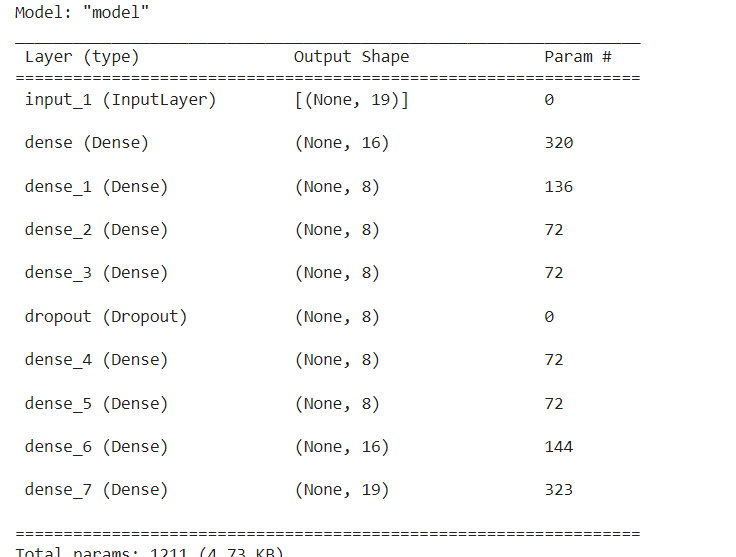 Model: "model"
Layer (type) Output Shape Param #
input_1 (InputLayer) [(None, 19)] 0
dense (Dense) (None, 16) 320
dense_1 (Dense) (None, 8) 136
dense_2 (Dense) (None, 8) 72
dense_3 (Dense) (None, 8) 72
dropout (Dropout) (None, 8) 0
dense_4 (Dense) (None, 8) 72
dense_5 (Dense) (None, 8) 72
dense_6 (Dense) (None, 16) 144
dense_7 (Dense) (None, 19) 323
Total params: 1211 (4.73 KB)